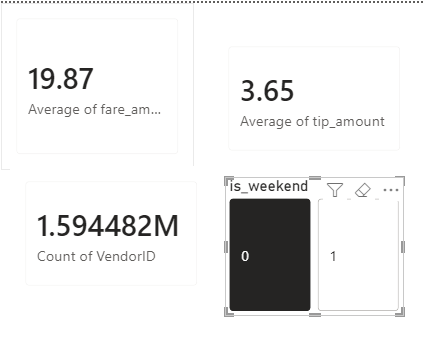 19.87
Average of fare_am...
3.65
Average of tip_amount
1.594482M
Count of VendorID
is_weekend
0
1